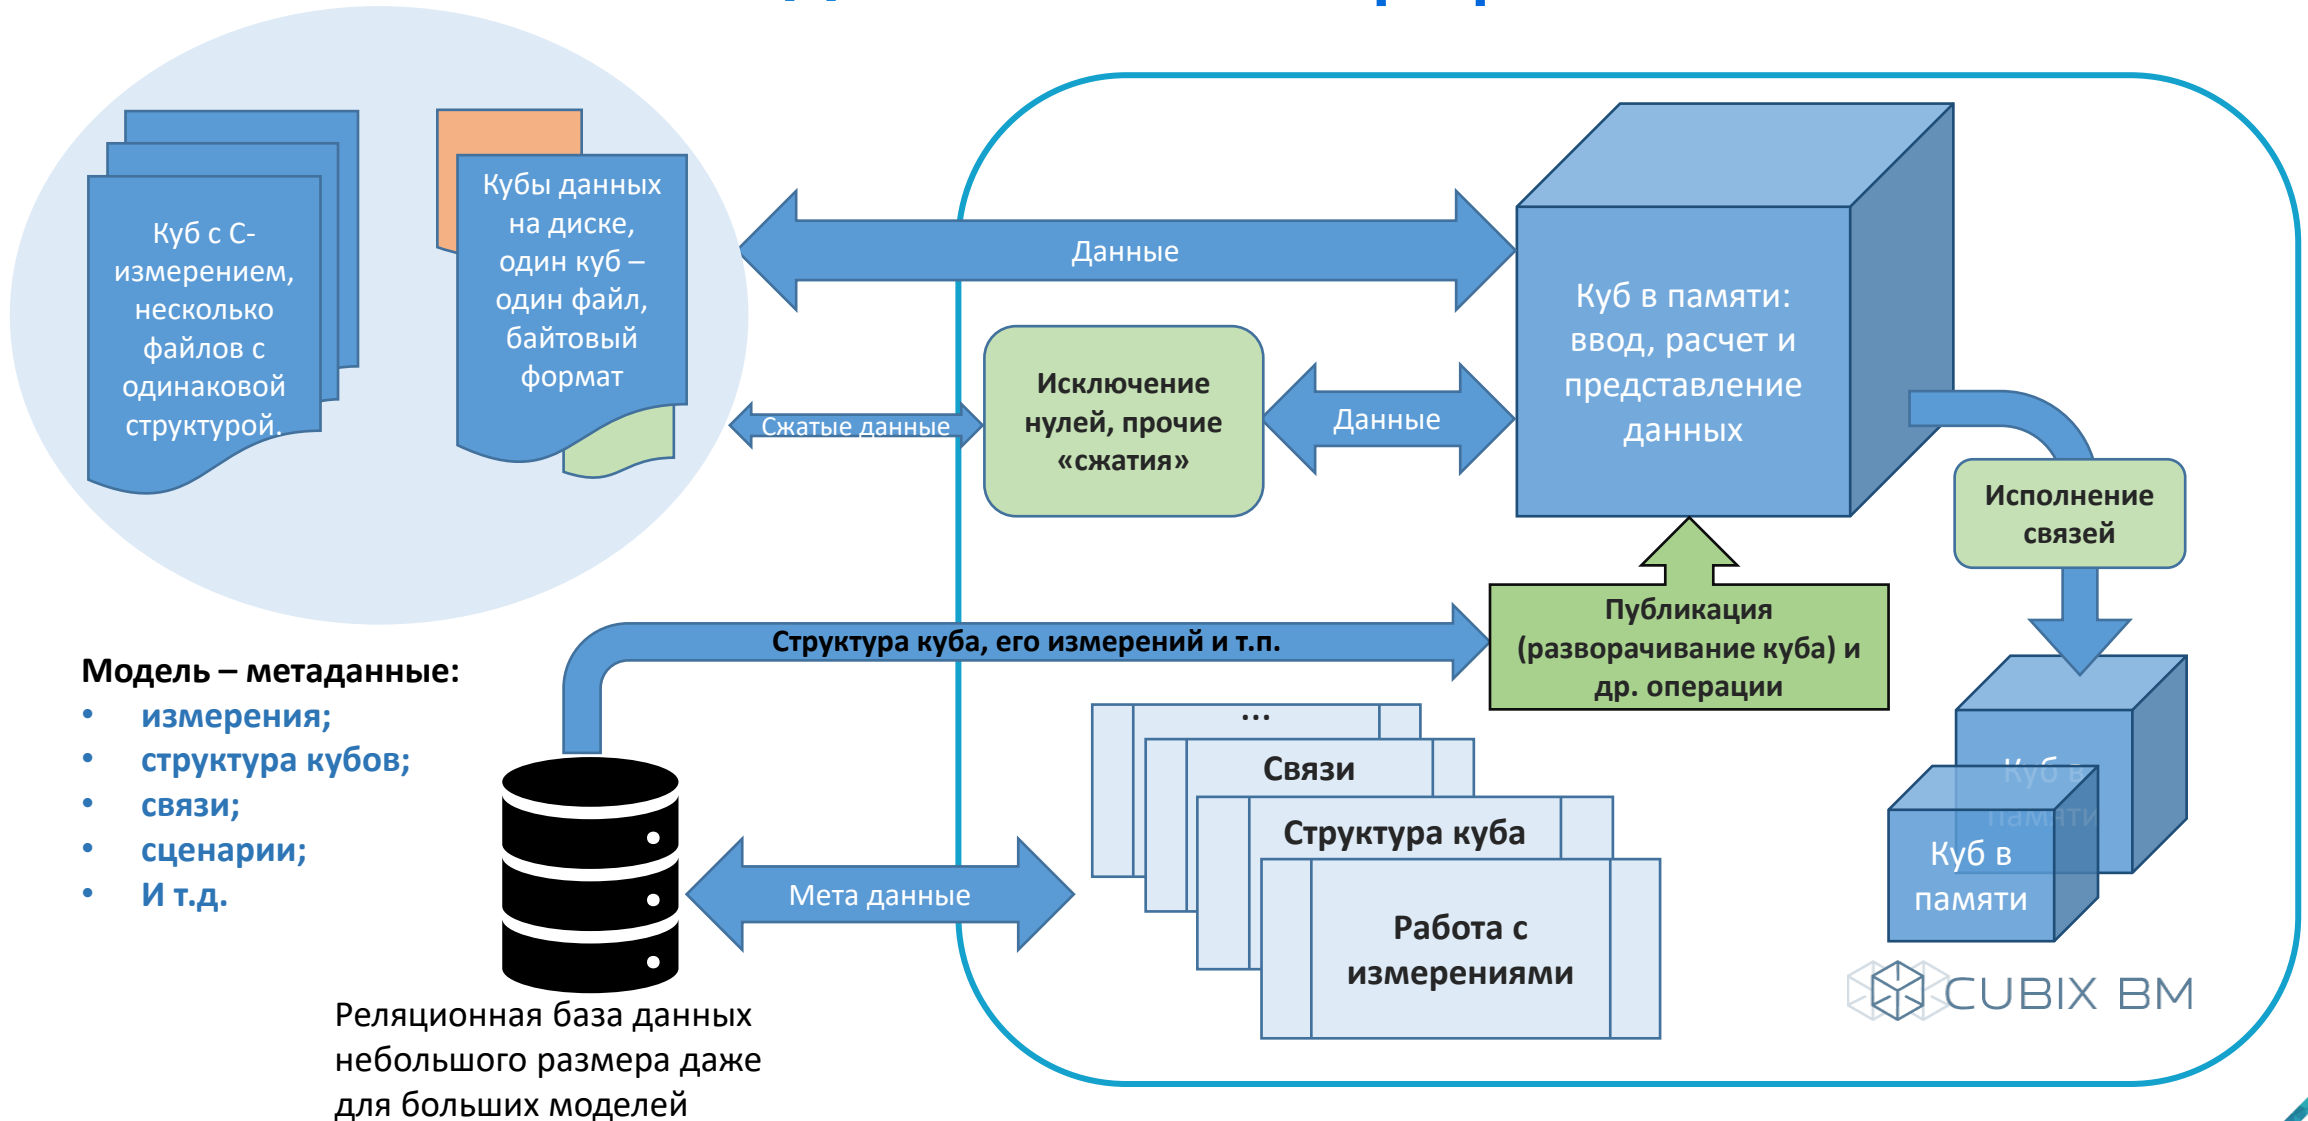 Куб с С-
измерением,
несколько
файлов с
одинаковой
структурой.
Кубы данных
на диске,
один куб –
один файл,
байтовый
формат
Данные
Сжатые данные
Исключение
нулей, прочие
«сжатия»
Данные
Куб в памяти:
ввод, расчет и
представление
данных
Исполнение
связей
Публикация
(разворачивание куба) и
др. операции
Структура куба, его измерений и т.п.
Модель – метаданные:
• измерения;
• структура кубов;
• связи;
• сценарии;
• И т.д.
Мета данные
...
Связи
Структура куба
Работа с
измерениями
Куб в
памяти
Куб в
памяти
CUBIX BM
Реляционная база данных
небольшого размера даже
для больших моделей